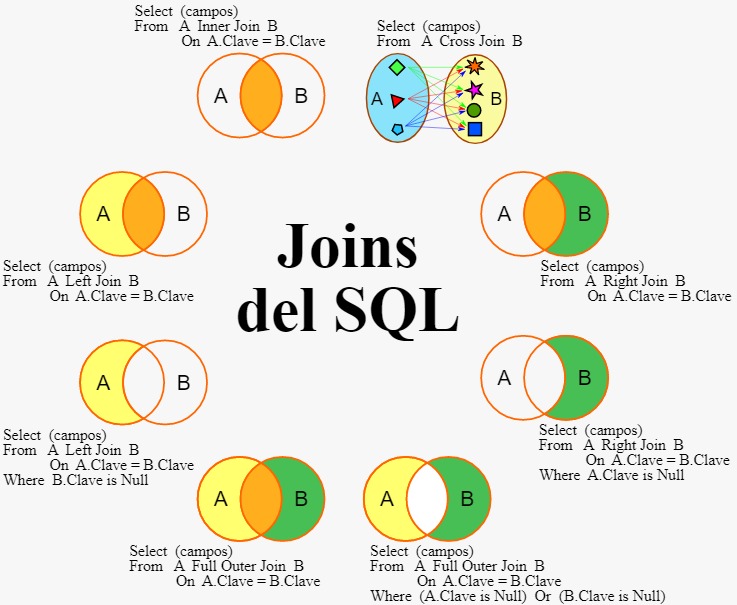 Select (campos)
From A Inner Join B
On A.Clave = B.Clave
A B
Select (campos)
From A Cross Join B
A B
A B
Select (campos)
From A Left Join B
On A.Clave = B.Clave
Joins
del SQL
A B
Select (campos)
From A Right Join B
On A.Clave = B.Clave
A B
Select (campos)
From A Left Join B
On A.Clave = B.Clave
Where B.Clave is Null
A B
Select (campos)
From A Right Join B
On A.Clave = B.Clave
Where A.Clave is Null
A B
Select (campos)
From A Full Outer Join B
On A.Clave = B.Clave
A B
Select (campos)
From A Full Outer Join B
On A.Clave = B.Clave
Where (A.Clave is Null) Or (B.Clave is Null)